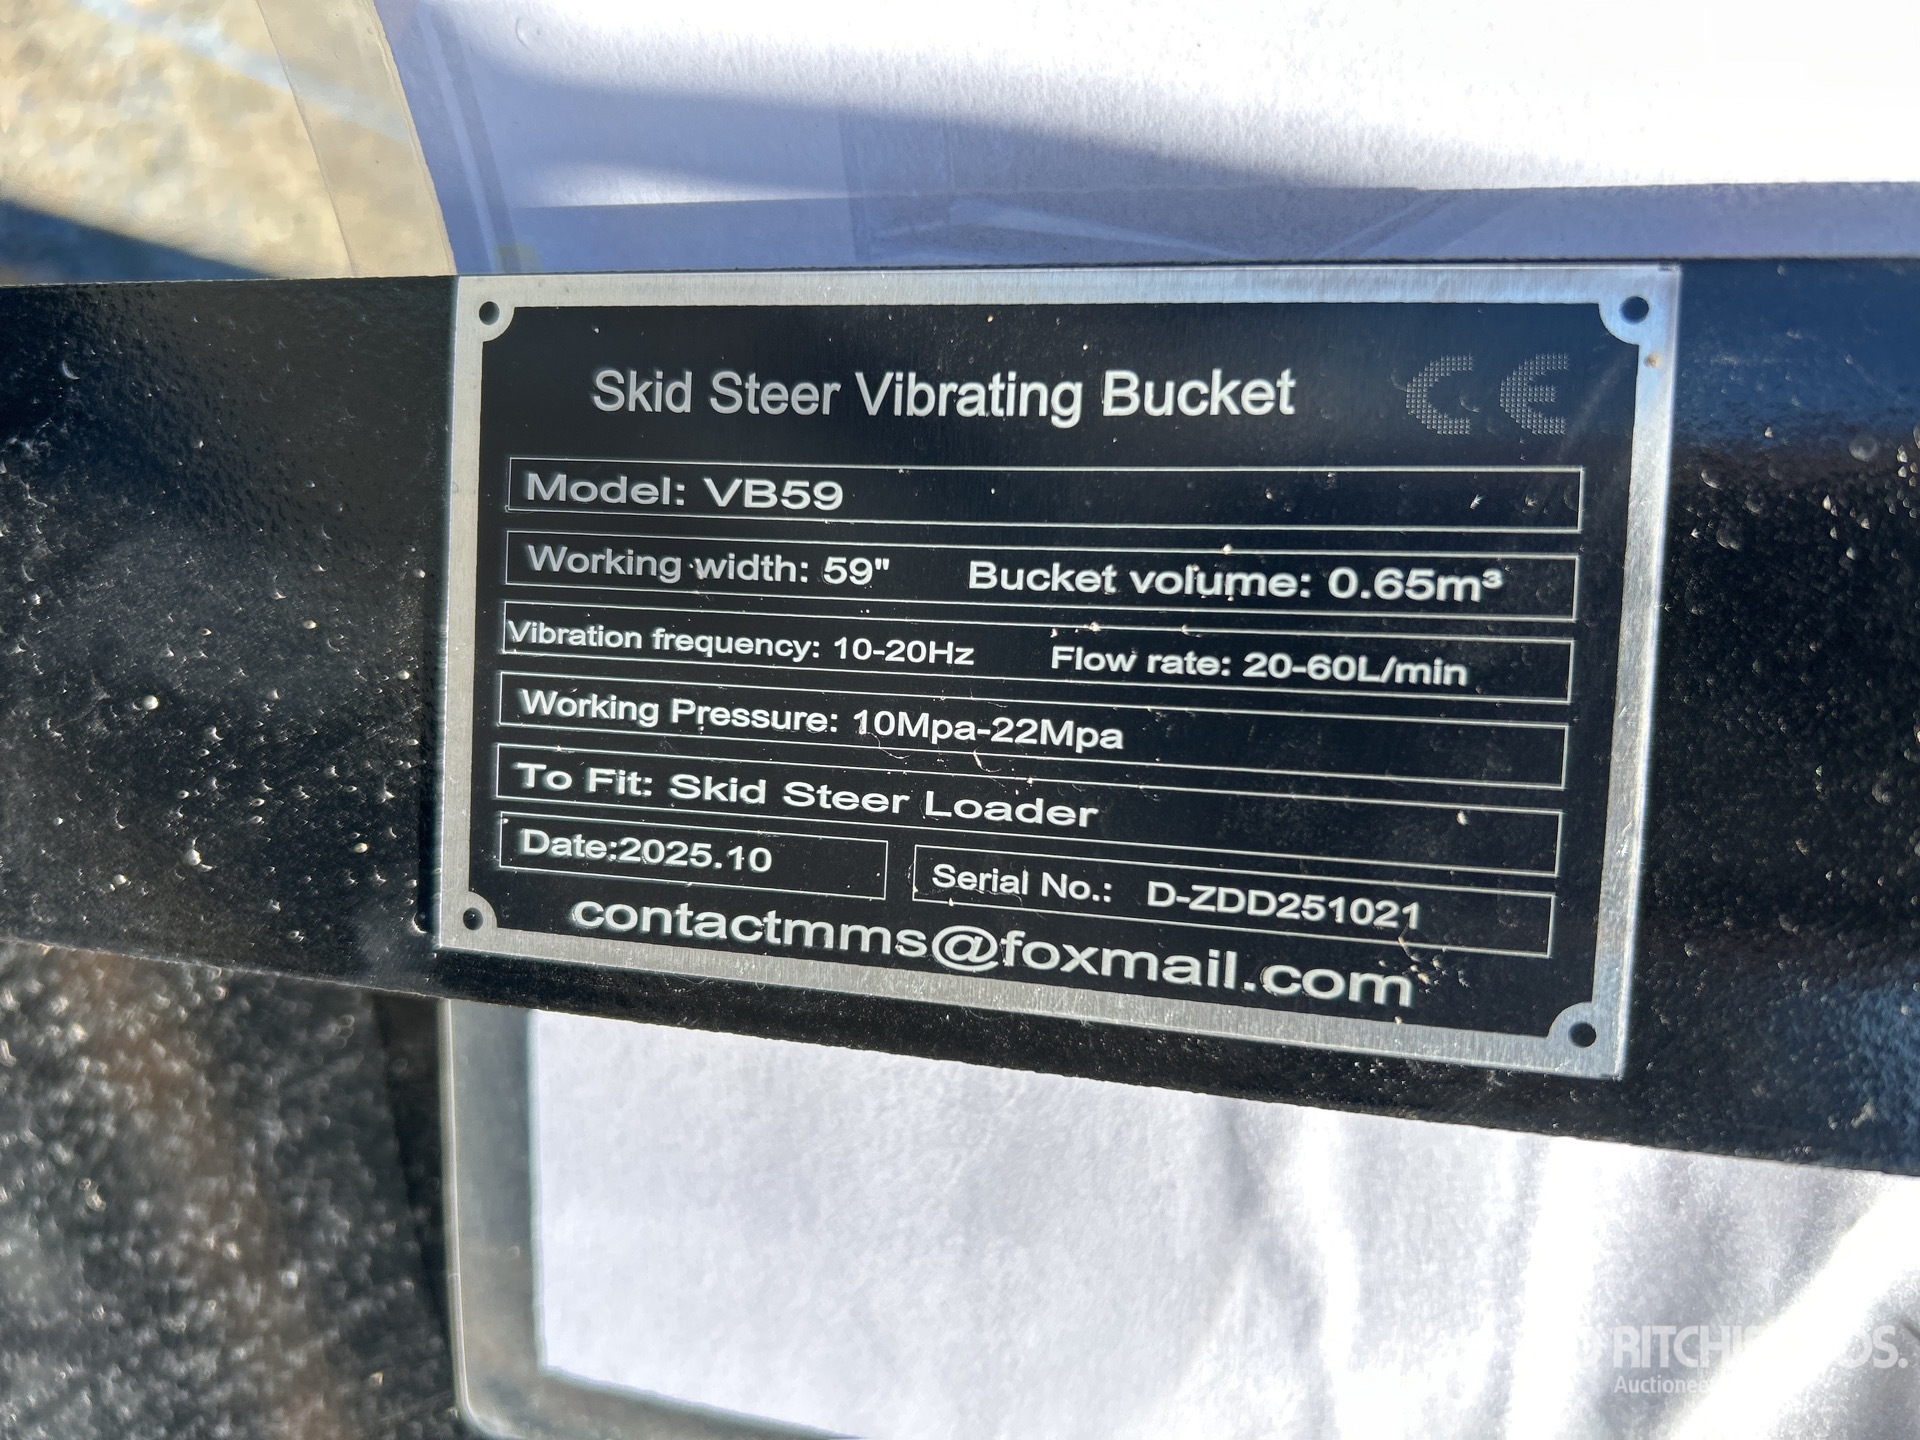 Skid Steer Vibrating Bucket CE
Model: VB59
Working width: 59" Bucket volume: 0.65m³
Vibration frequency: 10-20Hz Flow rate: 20-60L/min
Working Pressure: 10Mpa-22Mpa
To Fit: Skid Steer Loader
Date:2025.10 Serial No.: D-ZDD251021
contactmms@foxmail.com